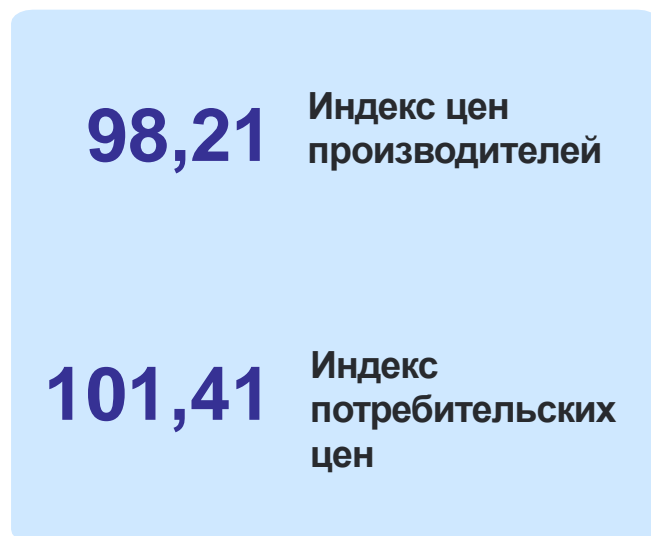 98,21
Индекс цен
производителей
101,41
Индекс
потребительских
цен